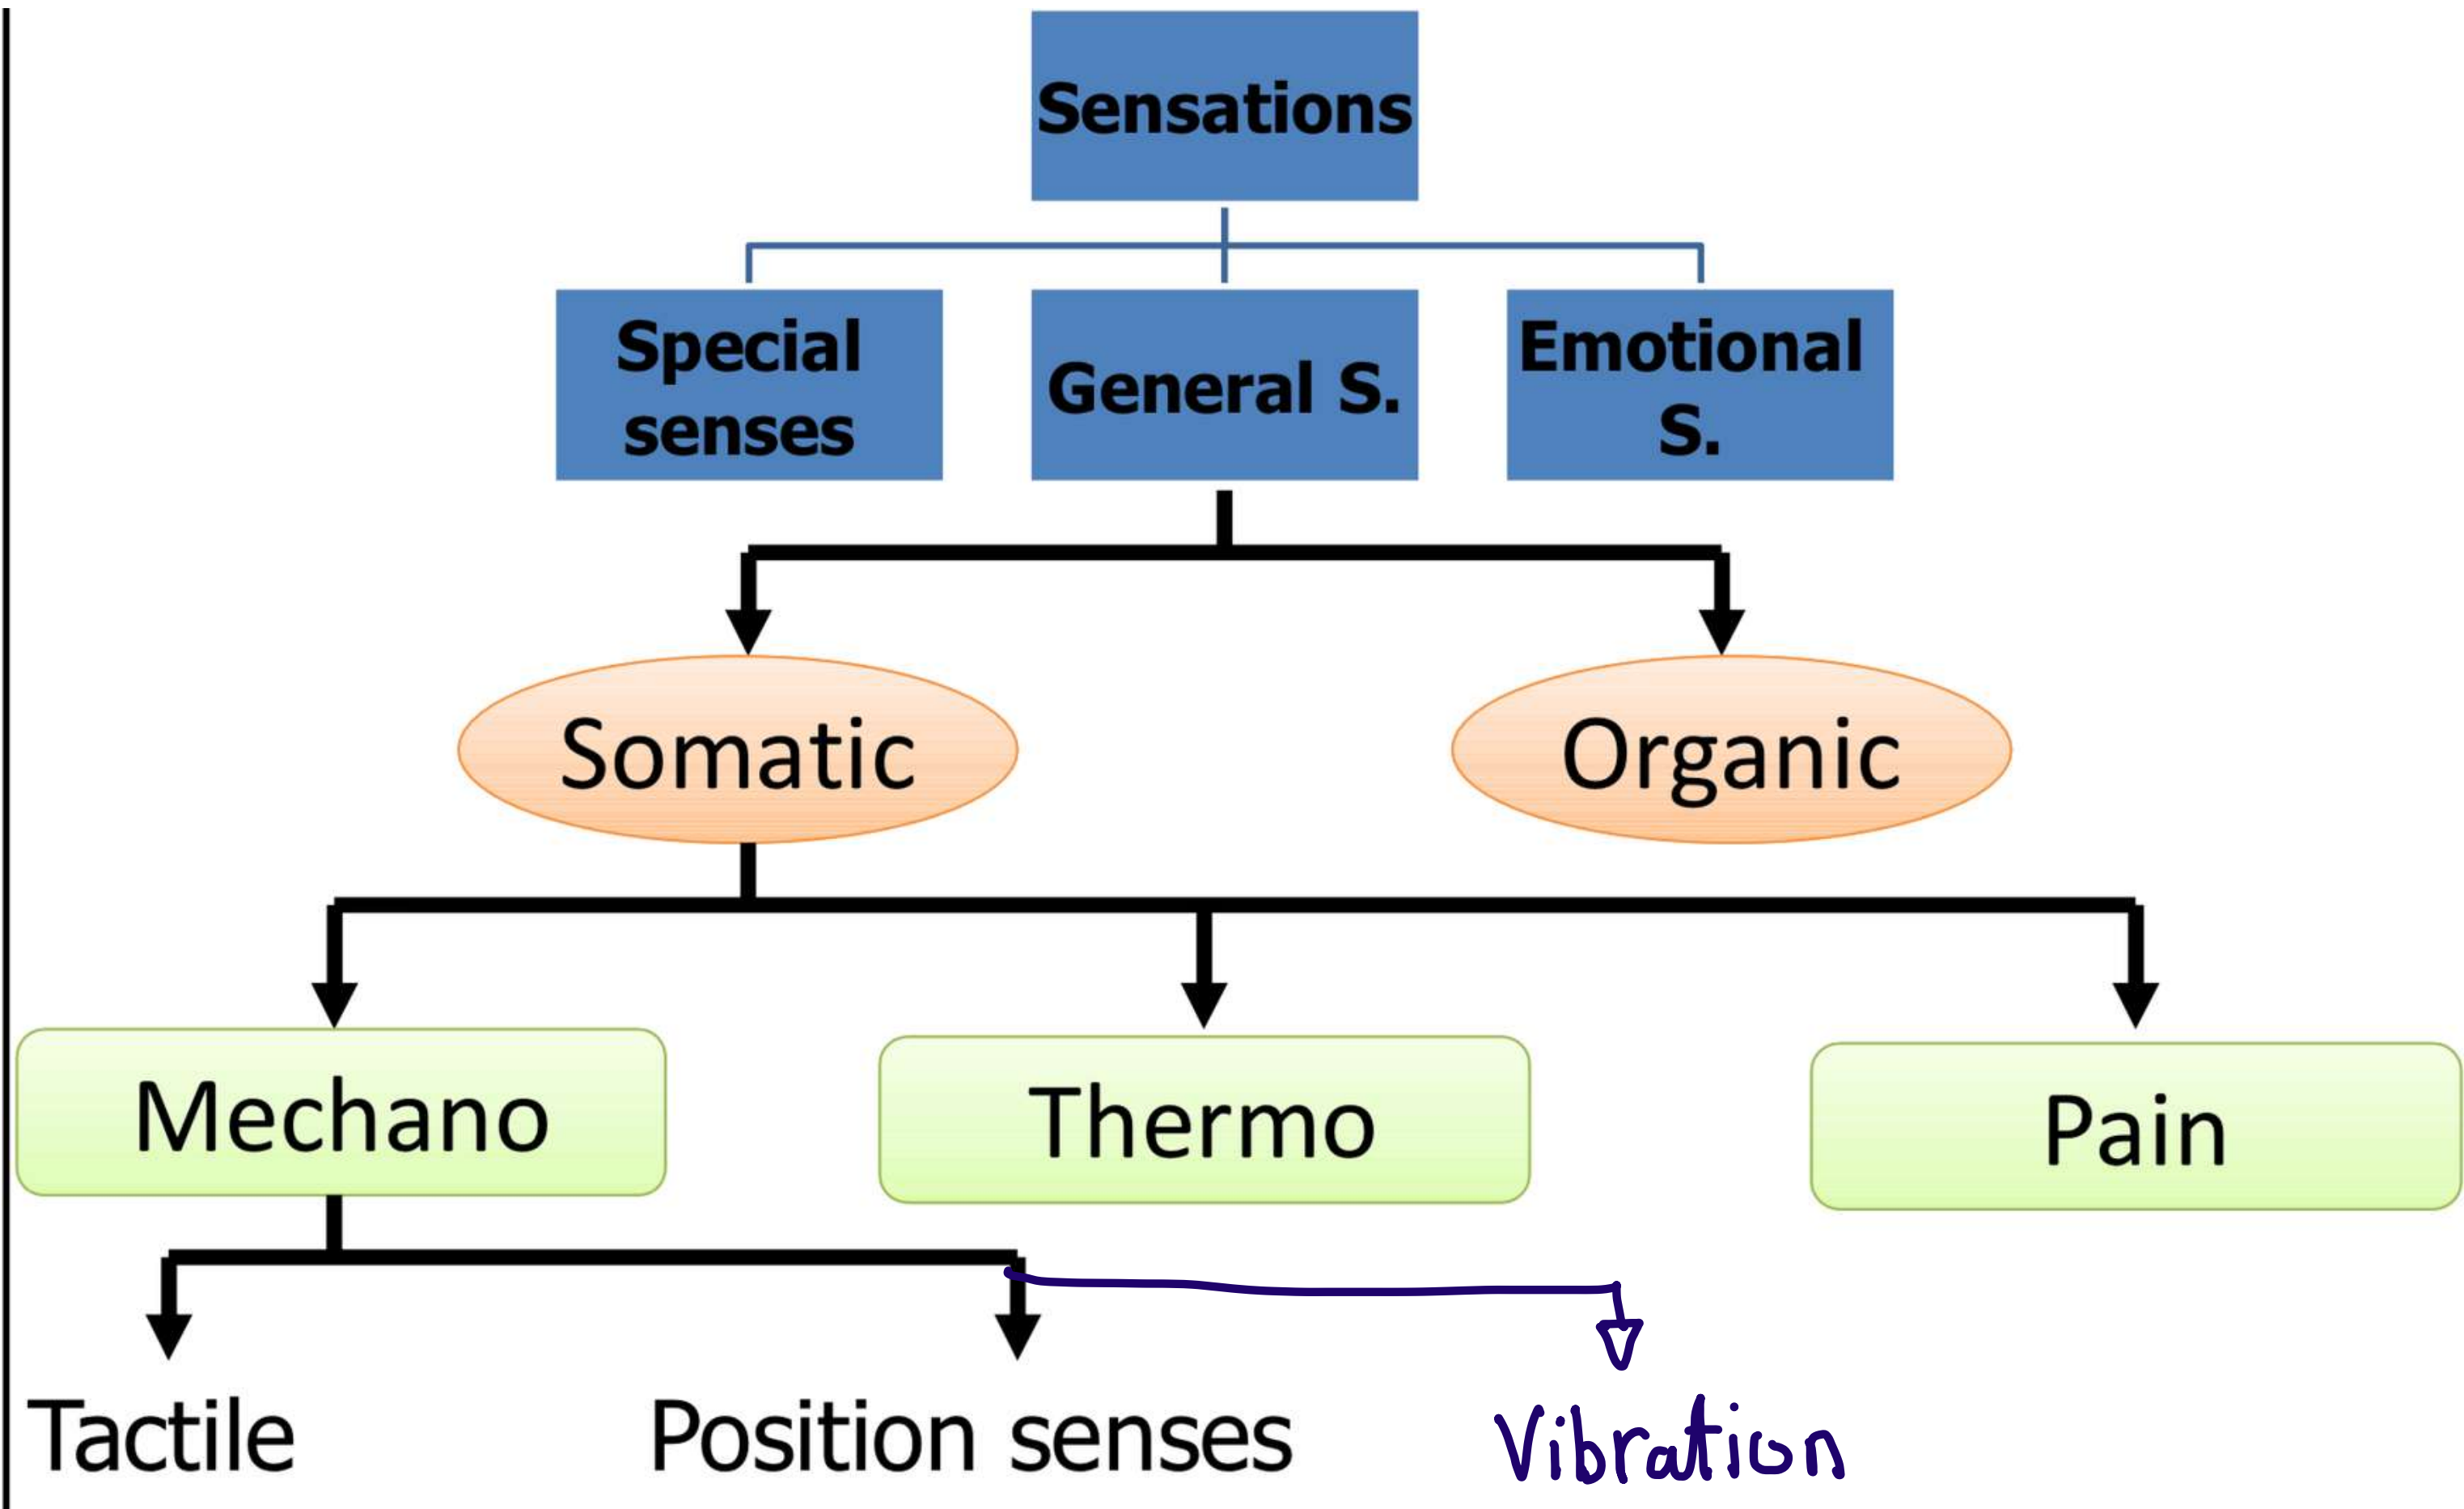 Sensations
Special
senses
General S.
Emotional
S.
Somatic
Organic
Mechano
Thermo
Pain
Tactile
Position senses
Vibration